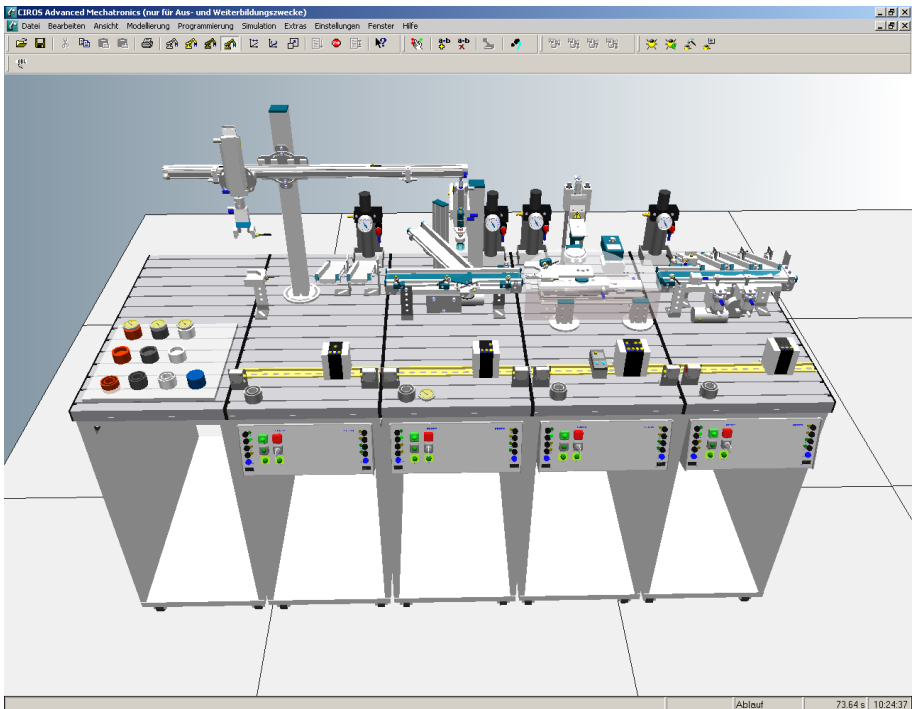 CIROS Advanced Mechatronics (nur für Aus- und Weiterbildungszwecke)
Datei Bearbeiten Ansicht Modellierung Programmierung Simulation Extras Einstellungen Fenster Hilfe
a-b a-b
Ablauf 73.64 s 10:24:37